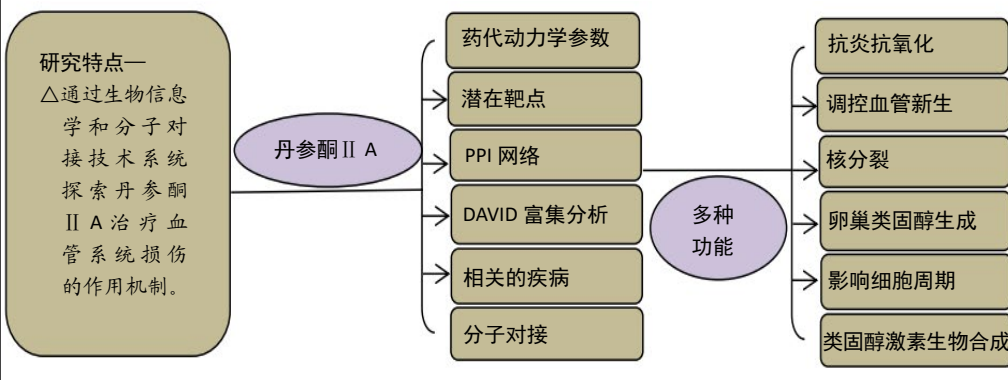 研究特点—
△通过生物信息
学和分子对
接技术系统
探索丹参酮
Ⅱ A治疗血
管系统损伤
的作用机制。
丹参酮Ⅱ A
药代动力学参数
潜在靶点
PPI 网络
DAVID 富集分析
相关的疾病
分子对接
多种
功能
抗炎抗氧化
调控血管新生
核分裂
卵巢类固醇生成
影响细胞周期
类固醇激素生物合成